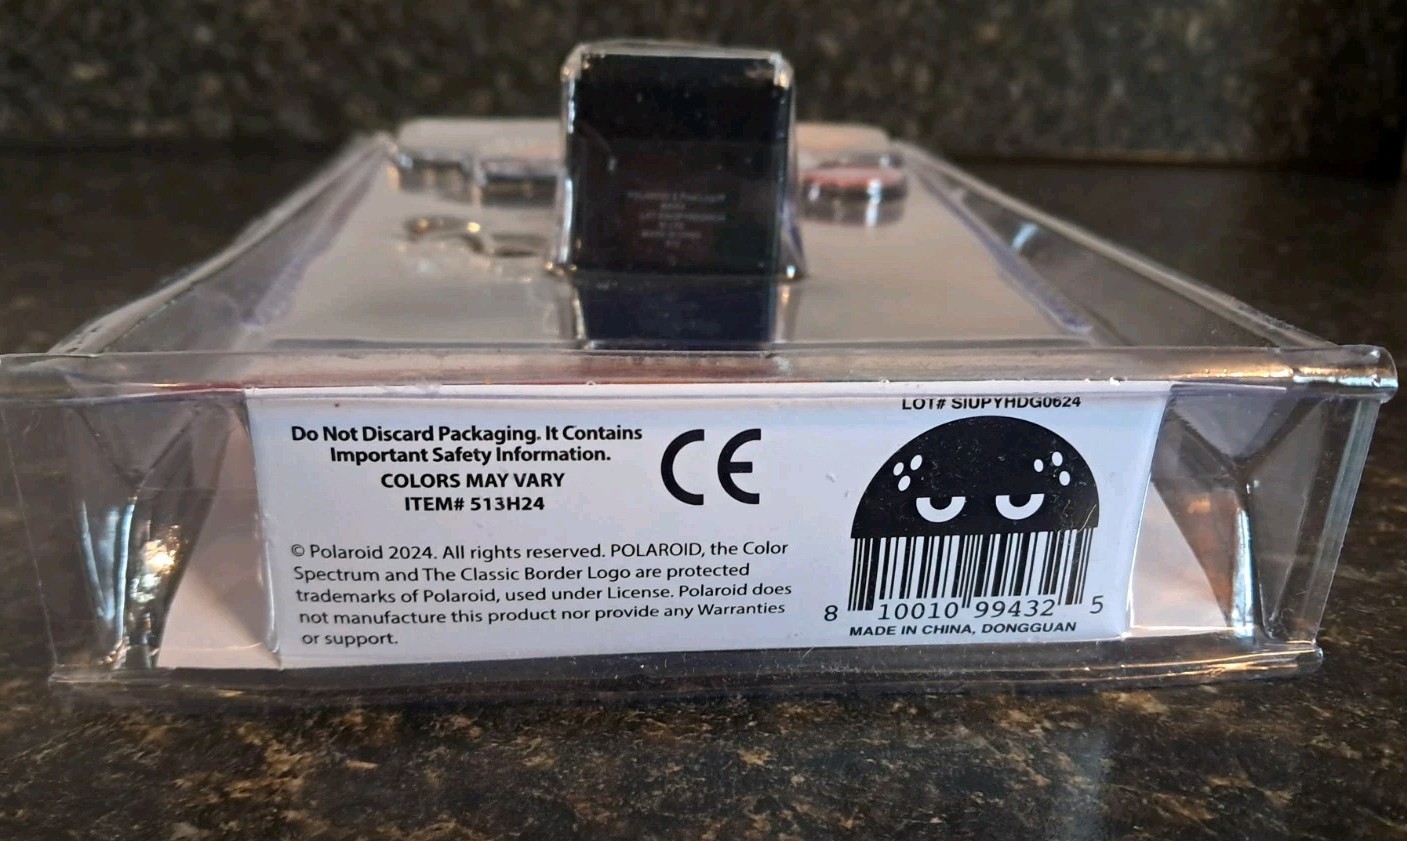 Do Not Discard Packaging. It Contains
Important Safety Information.
COLORS MAY VARY
ITEM# 513H24
CE
© Polaroid 2024. All rights reserved. POLAROID, the Color
Spectrum and The Classic Border Logo are protected
trademarks of Polaroid, used under License. Polaroid does
not manufacture this product nor provide any Warranties
or support.
LOT# SIUPYHDG0624
8 10010 99432 5
MADE IN CHINA, DONGGUAN